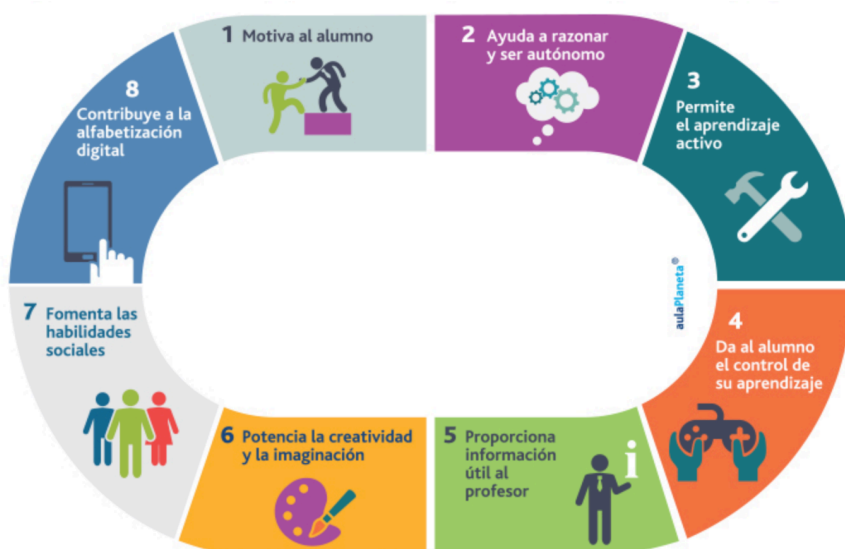 1 Motiva al alumno
2 Ayuda a razonar
y ser autónomo
3
Permite
el aprendizaje
activo
4
Da al alumno
el control de
su aprendizaje
5 Proporciona
información
útil al
profesor
i
6 Potencia la creatividad
y la imaginación
7 Fomenta las
habilidades
sociales
8
Contribuye a la
alfabetización
digital
aulaPlaneta®